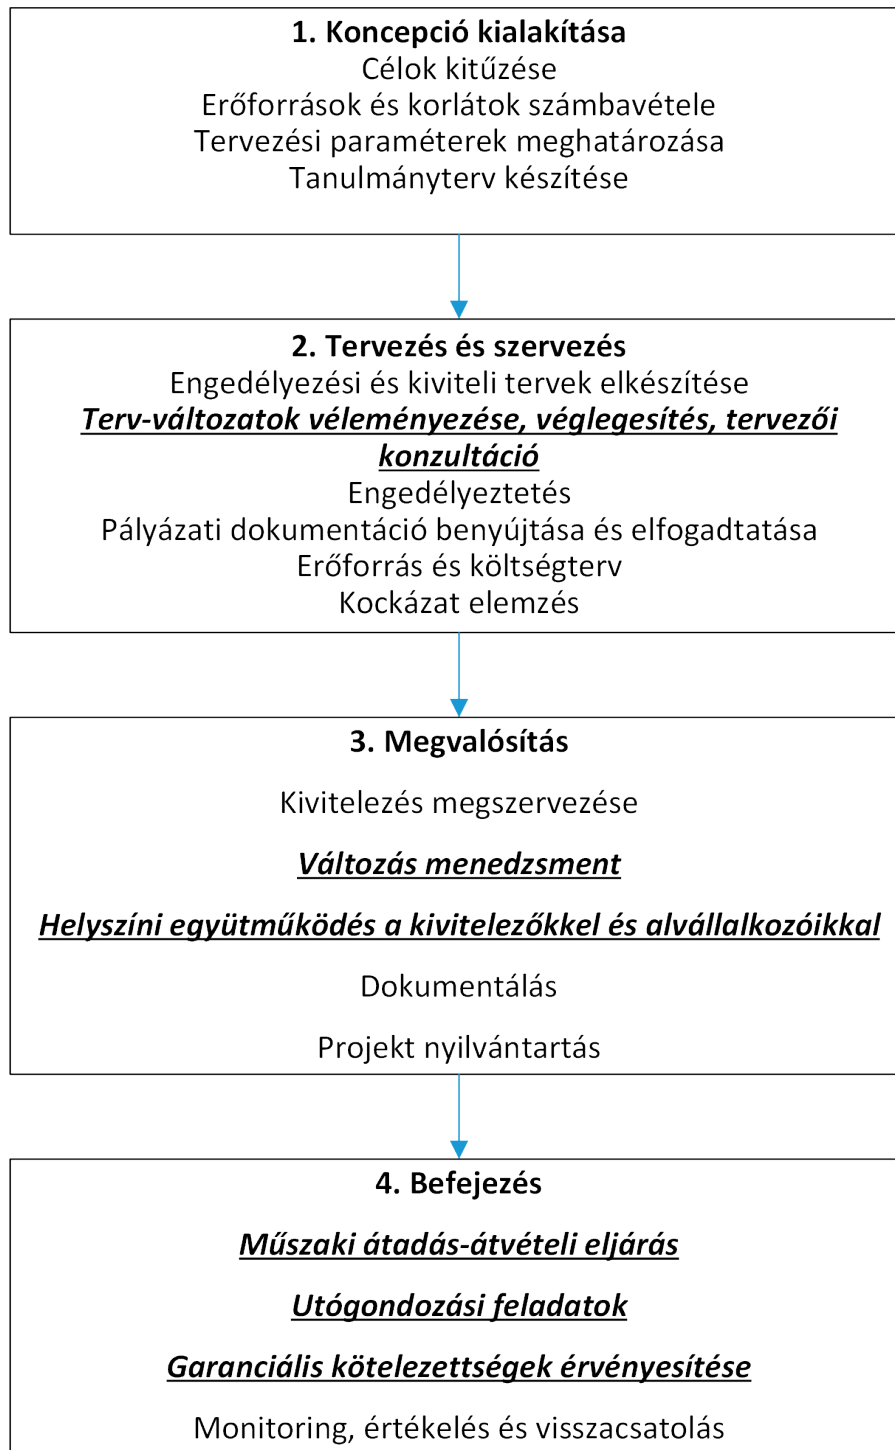 1. Koncepció kialakítása
Célok kitűzése
Erőforrások és korlátok számbavétele
Tervezési paraméterek meghatározása
Tanulmányterv készítése
2. Tervezés és szervezés
Engedélyezési és kiviteli tervek elkészítése
Terv-változatok véleményezése, véglegesítés, tervezői
konzultáció
Engedélyeztetés
Pályázati dokumentáció benyújtása és elfogadtatása
Erőforrás és költségterv
Kockázat elemzés
3. Megvalósítás
Kivitelezés megszervezése
Változás menedzsment
Helyszíni együtműködés a kivitelezőkkel és alvállalkozóikkal
Dokumentálás
Projekt nyilvántartás
4. Befejezés
Műszaki átadás-átvételi eljárás
Utógondozási feladatok
Garanciális kötelezettségek érvényesítése
Monitoring, értékelés és visszacsatolás